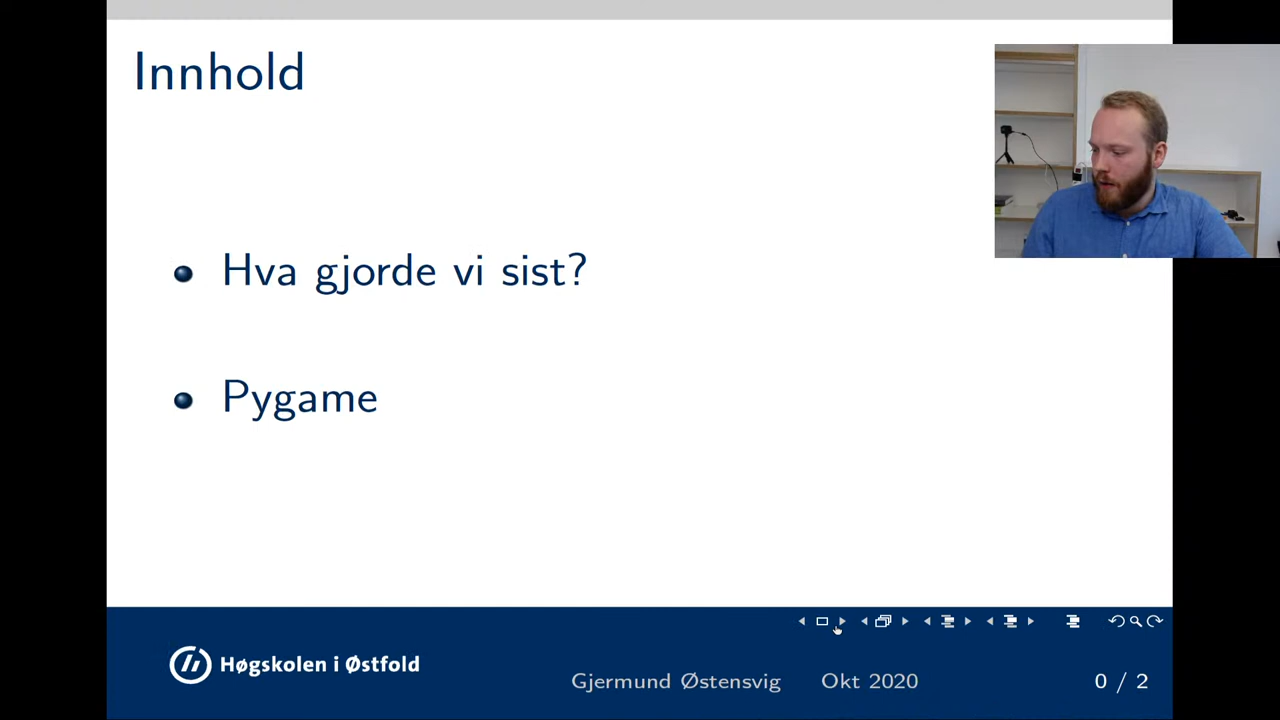 Innhold
Hva gjorde vi sist?
Pygame
Høgskolen i Østfold
Gjermund Østensvig
Okt 2020
0 / 2